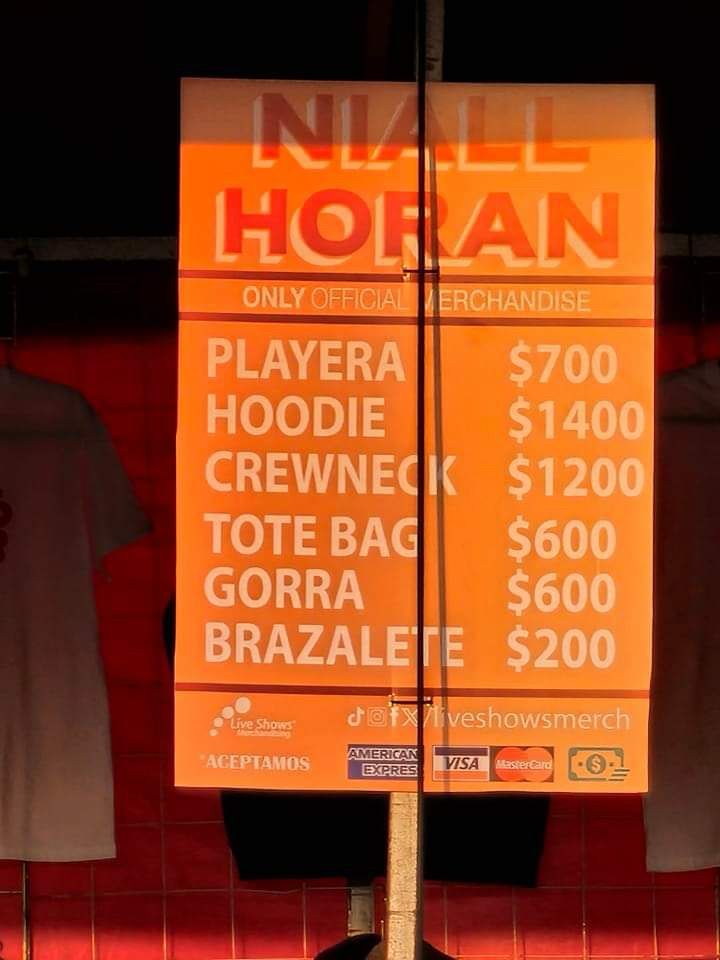 NIALL
HORAN
ONLY OFFICIAL MERCHANDISE
PLAYERA $700
HOODIE $1400
CREWNECK $1200
TOTE BAG $600
GORRA $600
BRAZALETE $200
Live Shows
Merchandising
f X/liveshowsmerch
*ACEPTAMOS
AMERICAN EXPRESS
VISA
MasterCard
$